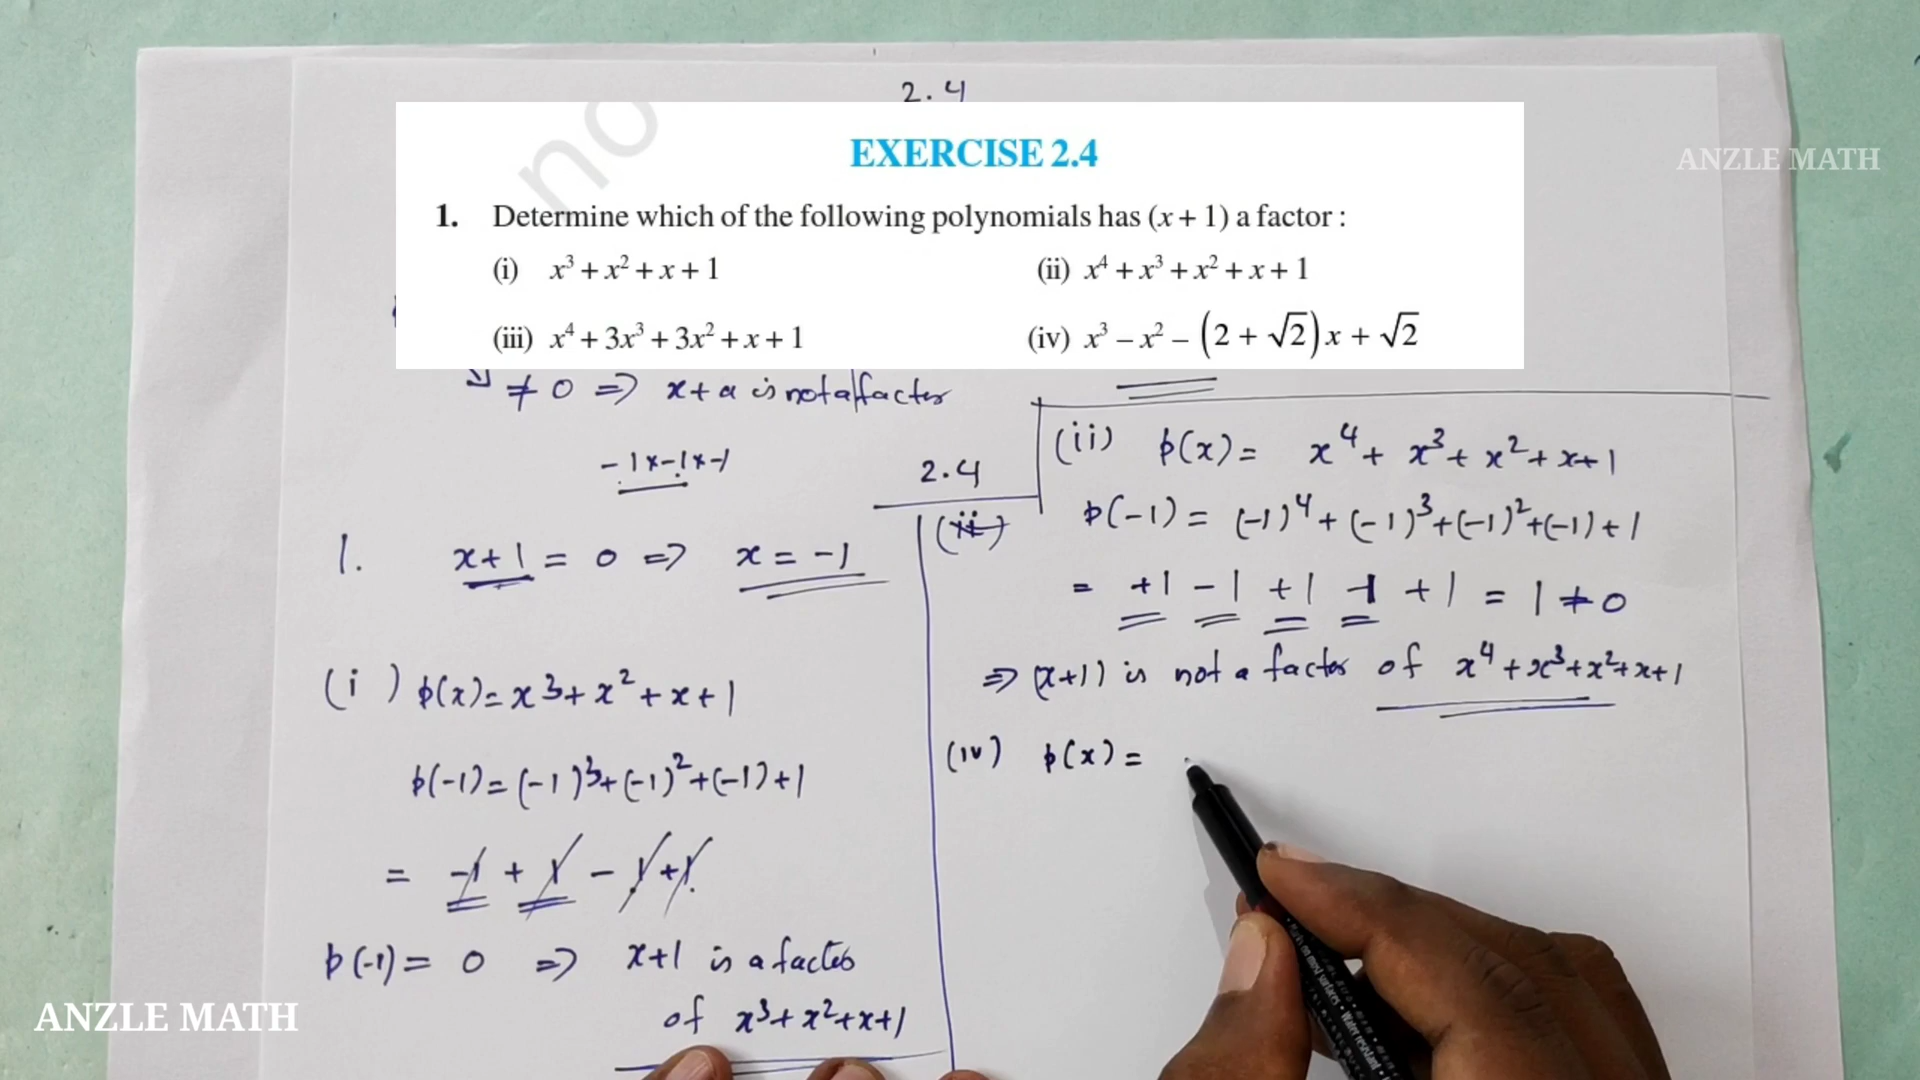 2.4
no
EXERCISE 2.4
ANZLE MATH
1. Determine which of the following polynomials has (x + 1) a factor :
(i) x³ + x² + x + 1 (ii) x⁴ + x³ + x² + x + 1
(iii) x⁴ + 3x³ + 3x² + x + 1 (iv) x³ – x² – (2 + √2)x + √2
≠ 0 ⇒ x+a is not a factor
-1×-1×-1
2.4
1. x+1 = 0 ⇒ x = -1
(i) p(x) = x³ + x² + x + 1
p(-1) = (-1)³ + (-1)² + (-1) + 1
= -1 + 1 - 1 + 1
p(-1) = 0 ⇒ x+1 is a factor
of x³ + x² + x + 1
(ii)
(ii) p(x) = x⁴ + x³ + x² + x + 1
p(-1) = (-1)⁴ + (-1)³ + (-1)² + (-1) + 1
= +1 - 1 + 1 - 1 + 1 = 1 ≠ 0
⇒ (x+1) is not a factor of x⁴ + x³ + x² + x + 1
(iv) p(x) =
ANZLE MATH